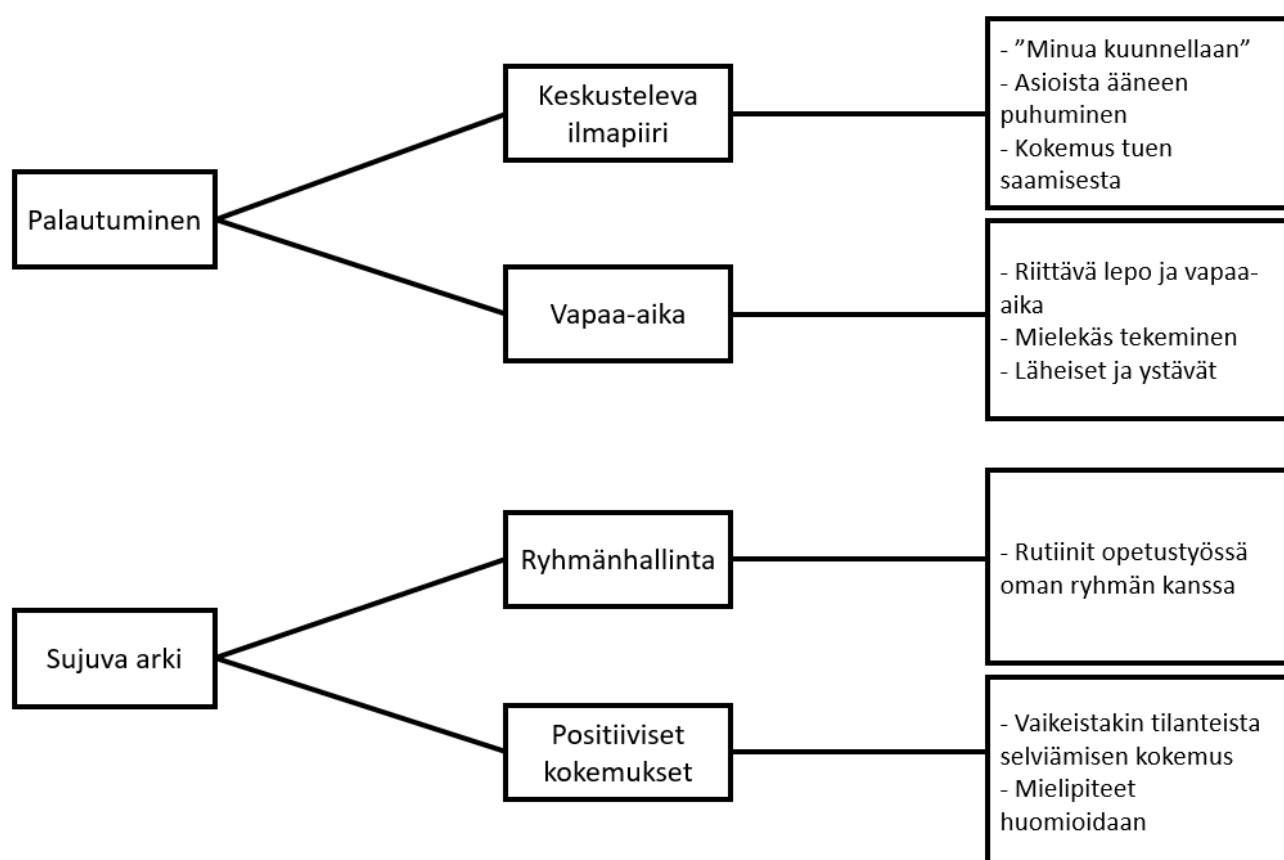 Palautuminen
Keskusteleva
ilmapiiri
- ”Minua kuunnellaan”
- Asioista ääneen
puhuminen
- Kokemus tuen
saamisesta
Vapaa-aika
- Riittävä lepo ja vapaa-
aika
- Mielekäs tekeminen
- Läheiset ja ystävät
Sujuva arki
Ryhmänhallinta
- Rutiinit opetustyössä
oman ryhmän kanssa
Positiiviset
kokemukset
- Vaikeistakin tilanteista
selviämisen kokemus
- Mielipiteet
huomioidaan